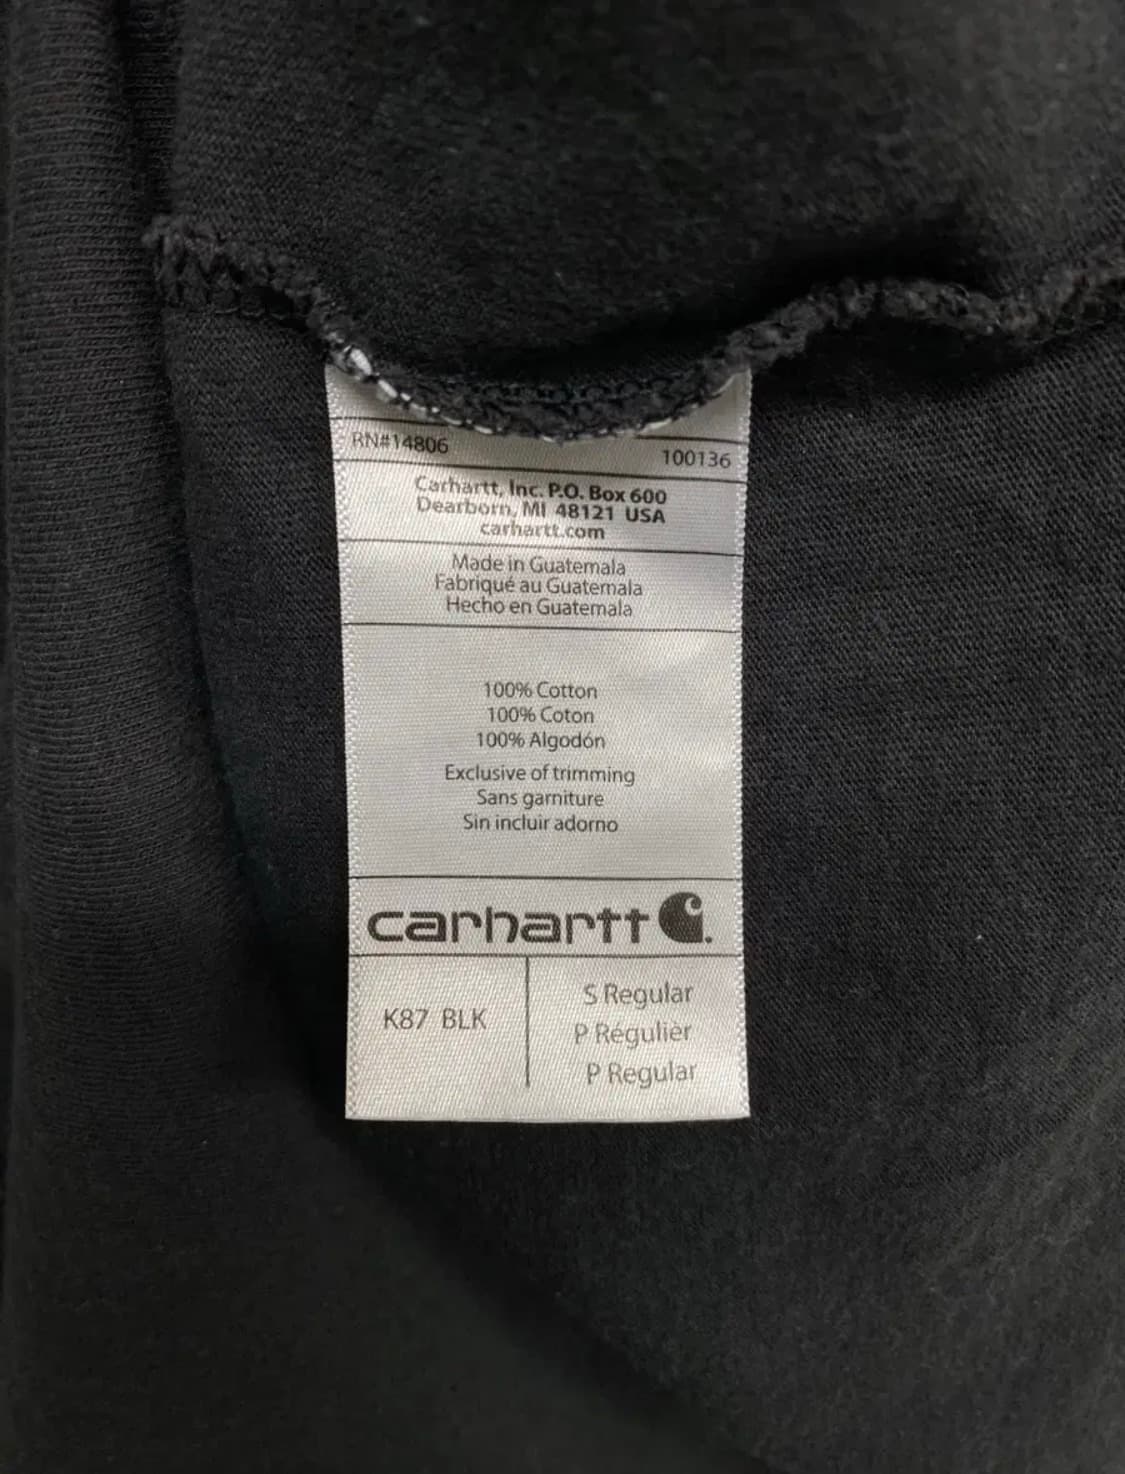 RN#14806
100136
Carhartt, Inc. P.O. Box 600
Dearborn, MI 48121 USA
carhartt.com
Made in Guatemala
Fabriqué au Guatemala
Hecho en Guatemala
100% Cotton
100% Coton
100% Algodón
Exclusive of trimming
Sans garniture
Sin incluir adorno
carhartt
K87 BLK
S Regular
P Régulier
P Regular